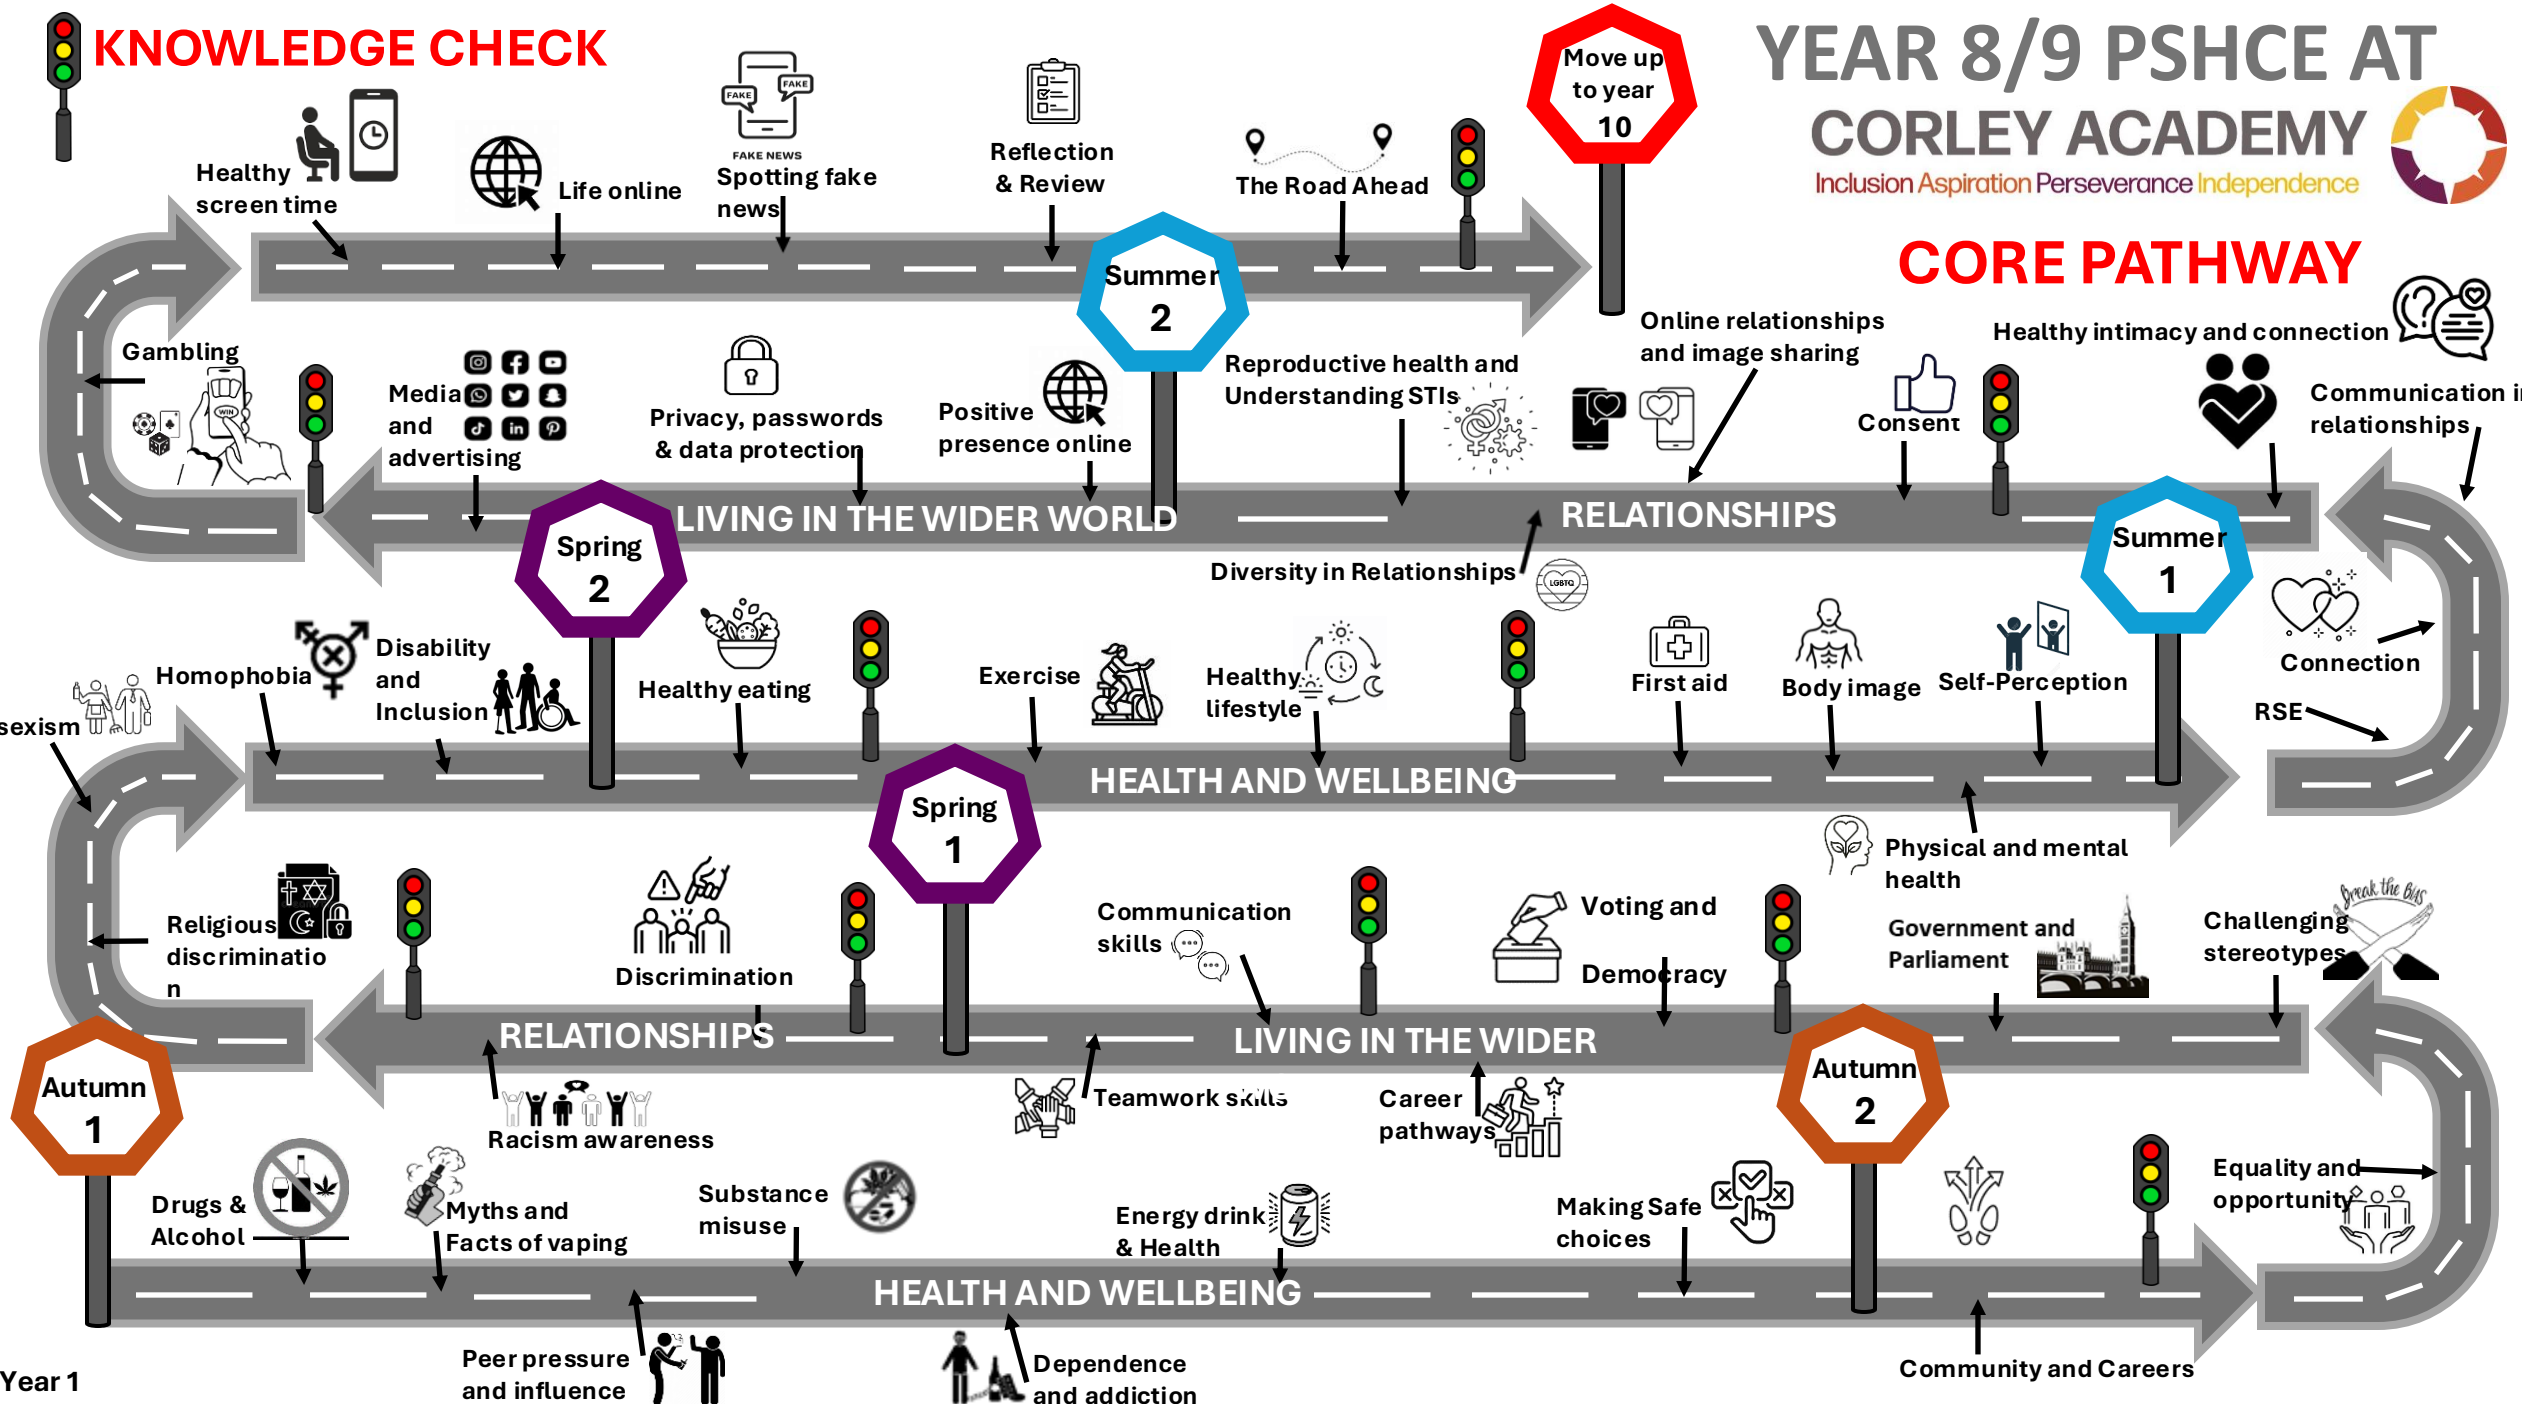 KNOWLEDGE CHECK
YEAR 8/9 PSHCE AT
CORLEY ACADEMY
Inclusion Aspiration Perseverance Independence
CORE PATHWAY
Move up
to year
10
Healthy
screen time
Life online
FAKE
FAKE
FAKE NEWS
Spotting fake
news
Reflection
& Review
The Road Ahead
Summer
2
Gambling
WIN
Media
and
advertising
Privacy, passwords
& data protection
Positive
presence online
Reproductive health and
Understanding STIs
Online relationships
and image sharing
Consent
Healthy intimacy and connection
Communication in
relationships
LIVING IN THE WIDER WORLD
RELATIONSHIPS
Spring
2
Summer
1
Diversity in Relationships
LGBTQ
Connection
RSE
sexism
Homophobia
Disability
and
Inclusion
Healthy eating
Exercise
Healthy
lifestyle
First aid
Body image
Self-Perception
HEALTH AND WELLBEING
Spring
1
Physical and mental
health
Religious
discriminatio
n
Discrimination
Communication
skills
Voting and
Democracy
Government and
Parliament
Challenging
stereotypes
Break the Bias
RELATIONSHIPS
LIVING IN THE WIDER
Autumn
1
Autumn
2
Racism awareness
Teamwork skills
Career
pathways
Drugs &
Alcohol
Myths and
Facts of vaping
Substance
misuse
Energy drink
& Health
Making Safe
choices
Equality and
opportunity
HEALTH AND WELLBEING
Peer pressure
and influence
Dependence
and addiction
Community and Careers
Year 1